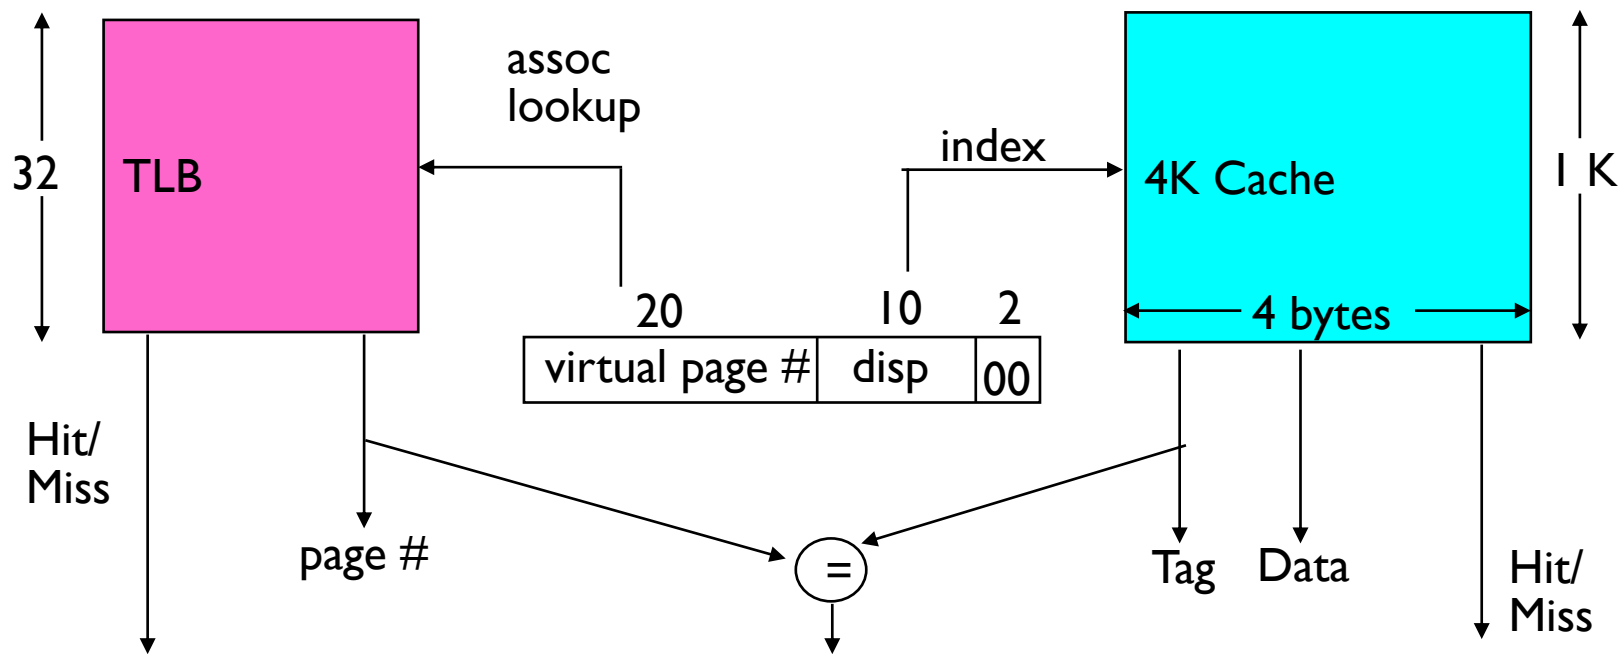 assoc
lookup
index
32
TLB
4K Cache
1 K
20
10
2
4 bytes
virtual page #
disp
00
Hit/
Miss
page #
=
Tag
Data
Hit/
Miss